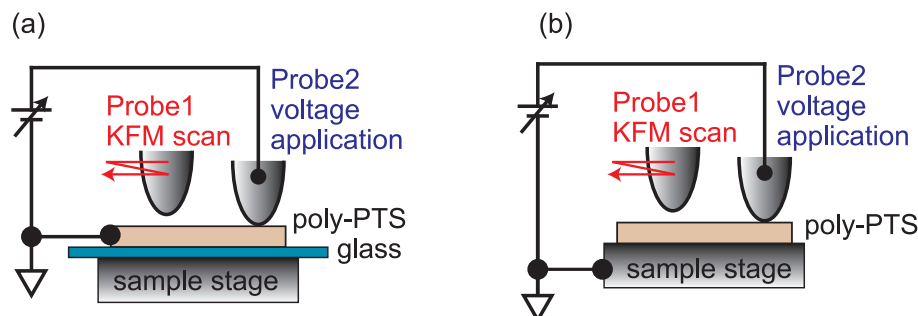 (a)
Probe1
KFM scan
Probe2
voltage
application
poly-PTS
glass
sample stage
(b)
Probe1
KFM scan
Probe2
voltage
application
poly-PTS
sample stage